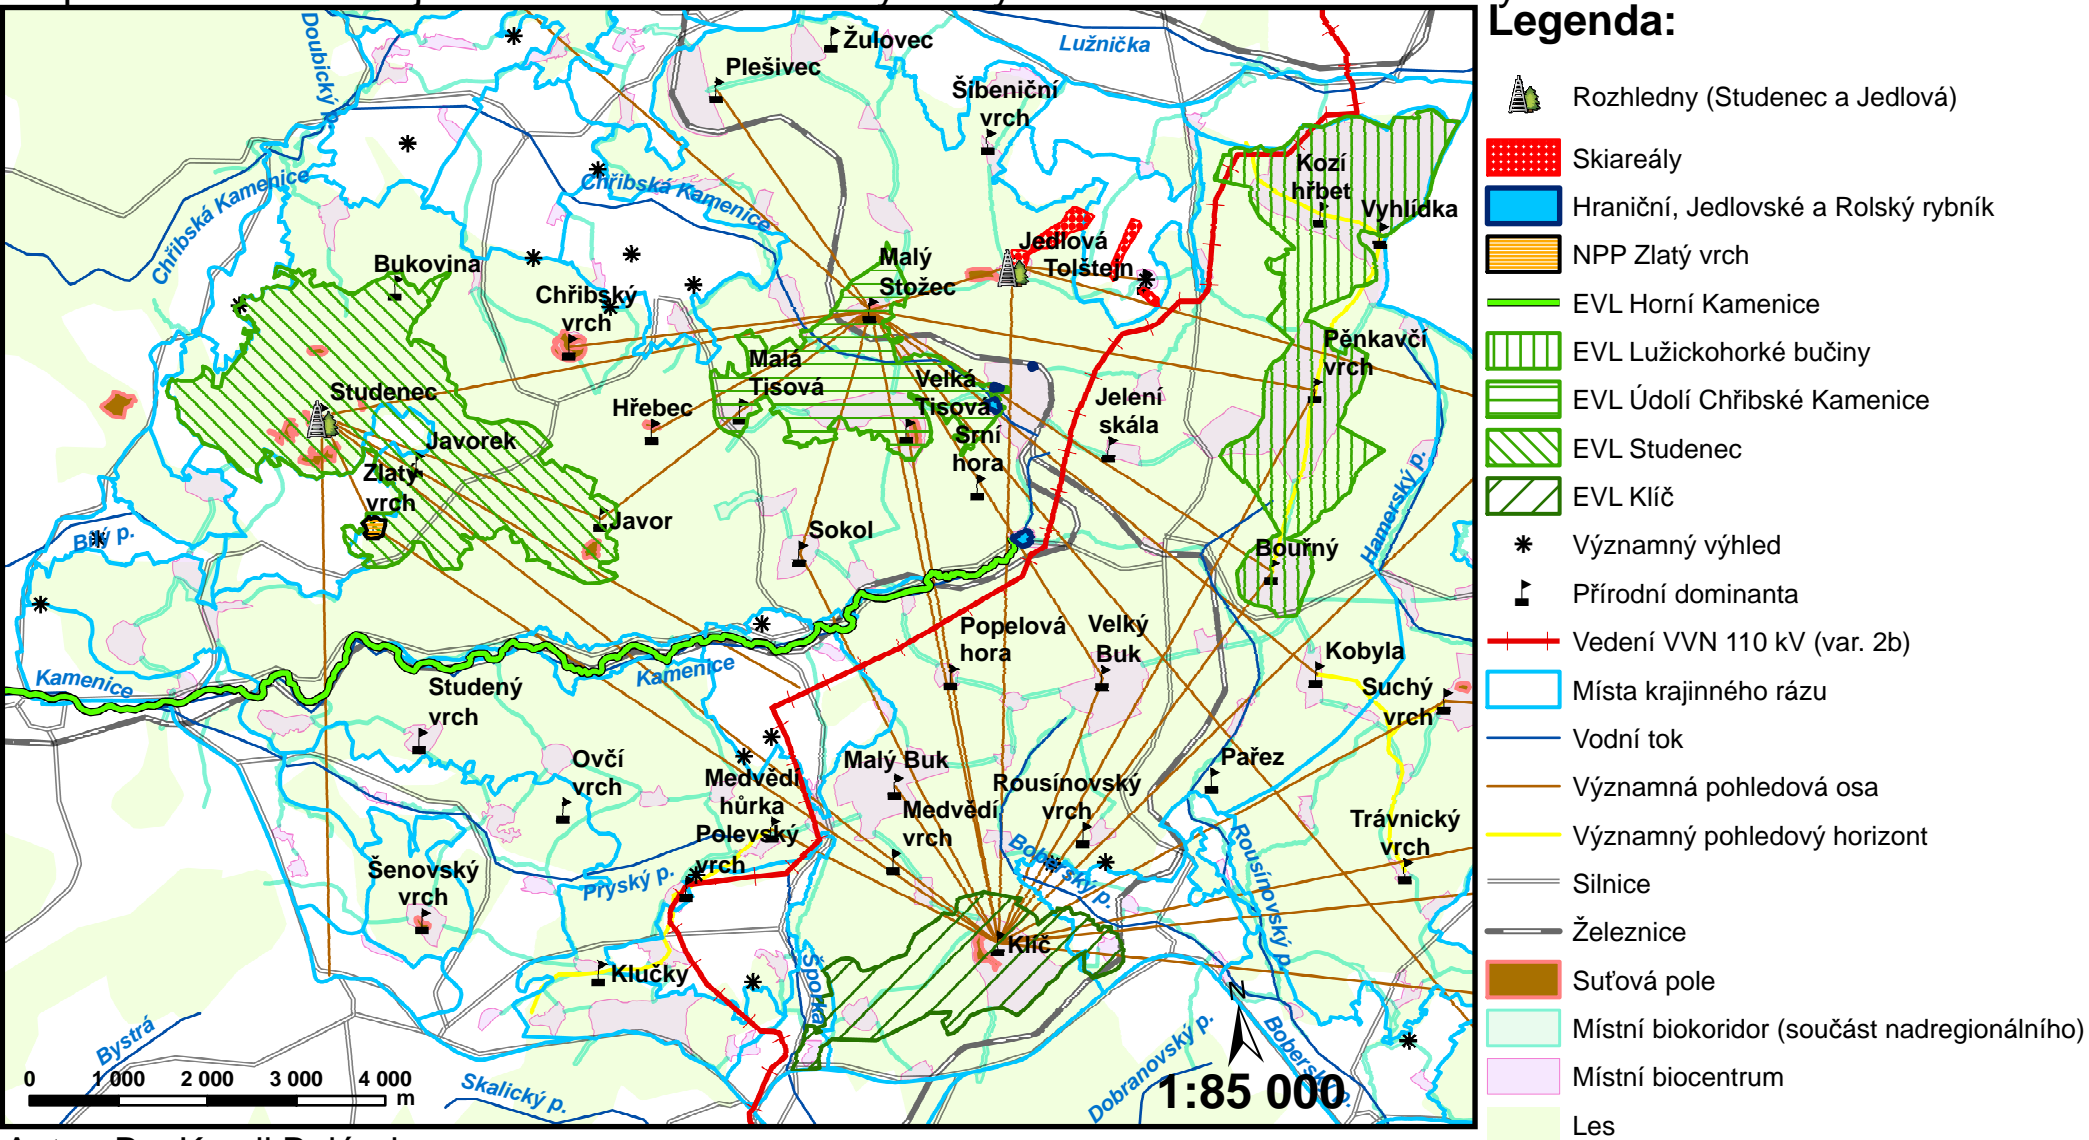 Legenda:
Rozhledny (Studenec a Jedlová)
Skiareály
Hraniční, Jedlovské a Rolský rybník
NPP Zlatý vrch
EVL Horní Kamenice
EVL Lužickohorké bučiny
EVL Údolí Chřibské Kamenice
EVL Studenec
EVL Klíč
Významný výhled
Přírodní dominanta
Vedení VVN 110 kV (var. 2b)
Místa krajinného rázu
Vodní tok
Významná pohledová osa
Významný pohledový horizont
Silnice
Železnice
Suťová pole
Místní biokoridor (součást nadregionálního)
Místní biocentrum
Les
Doubický p.
Žulovec
Lužnička
Plešivec
Šibeniční
vrch
Kozí
hřbet
Vyhlídka
Chřibská Kamenice
Chřibská Kamenice
Bukovina
Chřibský
vrch
Malý
Stožec
Jedlová
Tolštejn
Pěnkavčí
vrch
Malá
Tisová
Velká
Tisová
Studenec
Hřebec
Jelení
skála
Javorek
Srní
hora
Zlatý
vrch
Javor
Sokol
Hamerský p.
Bílý p.
Bouřný
Popelová
hora
Velký
Buk
Kobyla
Kamenice
Kamenice
Studený
vrch
Suchý
vrch
Ovčí
vrch
Medvědí
hůrka
Malý Buk
Rousínovský
vrch
Pařez
Medvědí
vrch
Polevský
vrch
Trávnický
vrch
Šenovský
vrch
Pryský p.
Boberský p.
Rousínovský p.
Klíč
Klučky
Šporka
Bystrá
Skalický p.
Dobranovský p.
Boberský p.
N
0 1 000 2 000 3 000 4 000
m
1:85 000